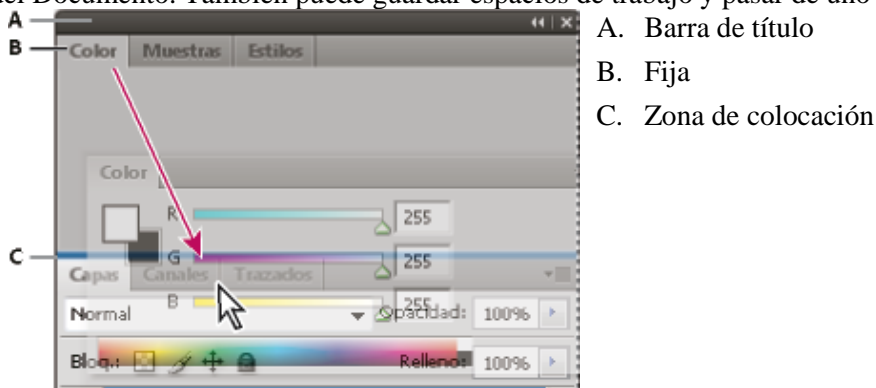 del Documento. También puede guardar espacios de trabajo y pasar de uno
A
B
C
Color Muestras Estilos
Color
R 255
G 255
Capas Canales Trazados
B 255
Normal Opacidad: 100%
Bloq.: Relleno: 100%
A. Barra de título
B. Fija
C. Zona de colocación